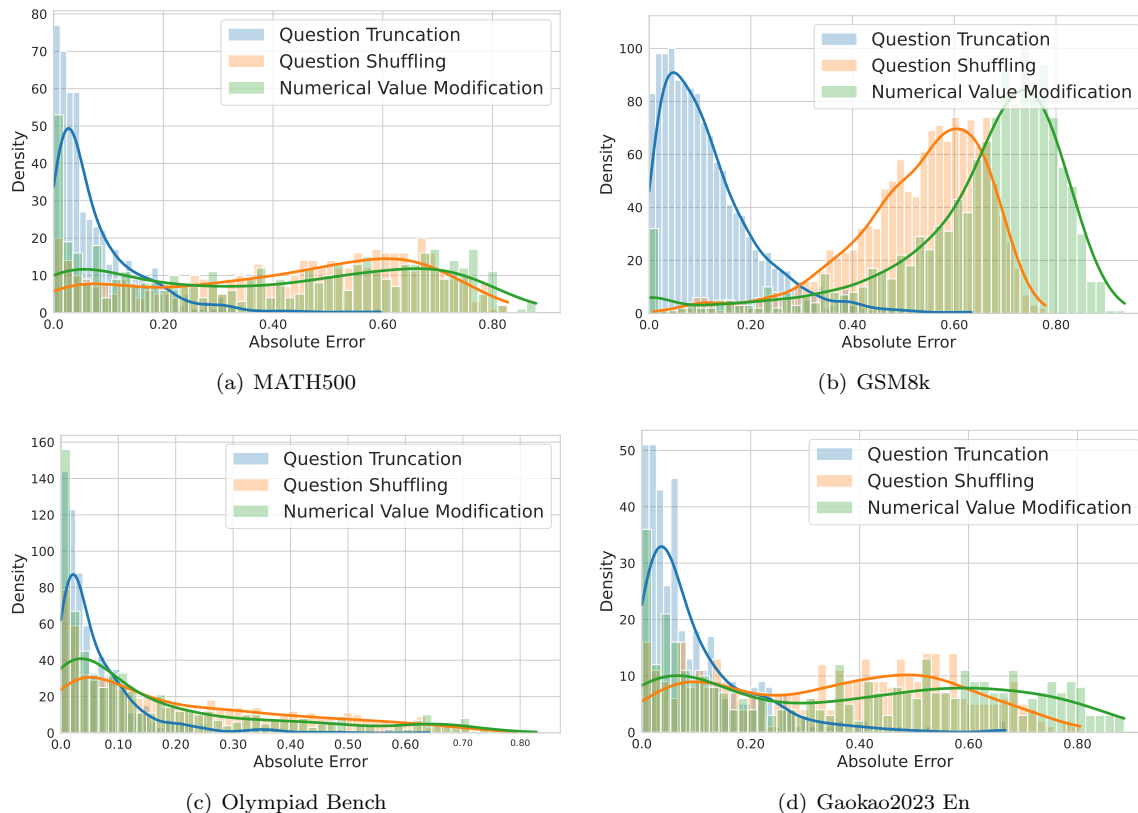 80
70
60
50
40
30
20
10
0
Density
0.0
0.20
0.40
0.60
0.80
Absolute Error
Question Truncation
Question Shuffling
Numerical Value Modification
(a) MATH500
100
80
60
40
20
0
Density
0.0
0.20
0.40
0.60
0.80
Absolute Error
Question Truncation
Question Shuffling
Numerical Value Modification
(b) GSM8k
160
140
120
100
80
60
40
20
0
Density
0.0
0.10
0.20
0.30
0.40
0.50
0.60
0.70
0.80
Absolute Error
Question Truncation
Question Shuffling
Numerical Value Modification
(c) Olympiad Bench
50
40
30
20
10
0
Density
0.0
0.20
0.40
0.60
0.80
Absolute Error
Question Truncation
Question Shuffling
Numerical Value Modification
(d) Gaokao2023 En